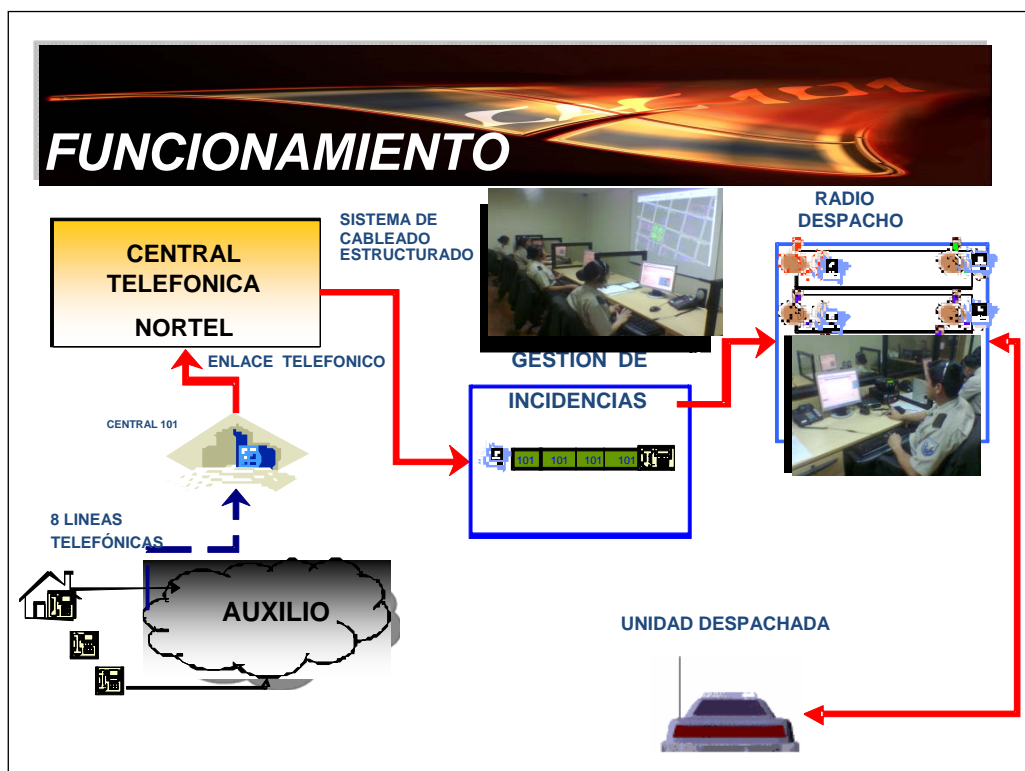 FUNCIONAMIENTO
CENTRAL
TELEFONICA
NORTEL
SISTEMA DE
CABLEADO
ESTRUCTURADO
RADIO
DESPACHO
ENLACE TELEFONICO
GESTION DE
INCIDENCIAS
CENTRAL 101
101 101 101 101
8 LINEAS
TELEFÓNICAS
AUXILIO
UNIDAD DESPACHADA